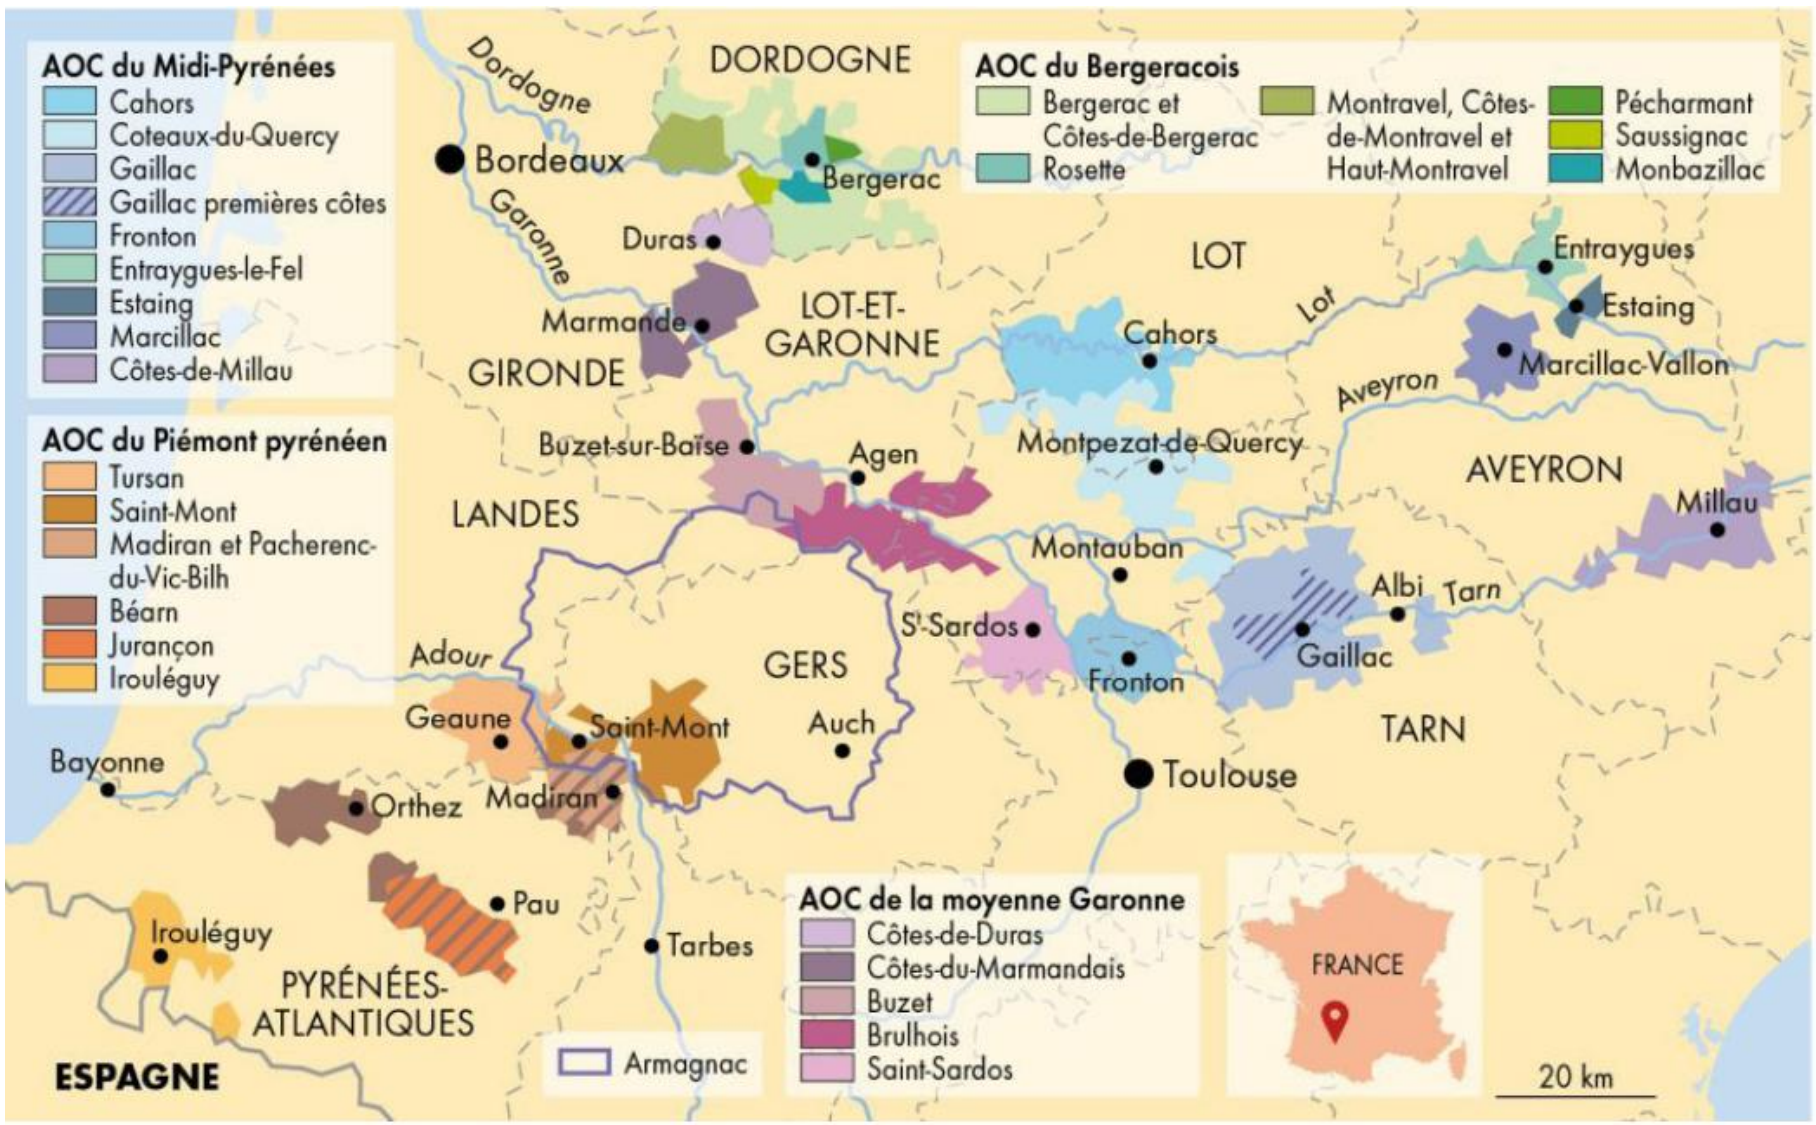 AOC du Midi-Pyrénées
Cahors
Coteaux-du-Quercy
Gaillac
Gaillac premières côtes
Fronton
Entraygues-le-Fel
Estaing
Marcillac
Côtes-de-Millau
AOC du Piémont pyrénéen
Tursan
Saint-Mont
Madiran et Pacherenc-
du-Vic-Bilh
Béarn
Jurançon
Irouléguy
AOC du Bergeracois
Bergerac et
Côtes-de-Bergerac
Rosette
Montravel, Côtes-
de-Montravel et
Haut-Montravel
Pécharmant
Saussignac
Monbazillac
Dordogne
DORDOGNE
Bordeaux
Bergerac
Garonne
Duras
LOT
Entraygues
Lot
Estaing
LOT-ET-
GARONNE
Marmande
Cahors
GIRONDE
Marcillac-Vallon
Aveyron
Buzet-sur-Baïse
Agen
Montpezat-de-Quercy
AVEYRON
Millau
LANDES
Montauban
Albi
Tarn
St-Sardos
Gaillac
Adour
GERS
Fronton
Geaune
Saint-Mont
Auch
TARN
Bayonne
Toulouse
Orthez
Madiran
Pau
Irouléguy
Tarbes
PYRÉNÉES-
ATLANTIQUES
ESPAGNE
Armagnac
AOC de la moyenne Garonne
Côtes-de-Duras
Côtes-du-Marmandais
Buzet
Brulhois
Saint-Sardos
FRANCE
20 km